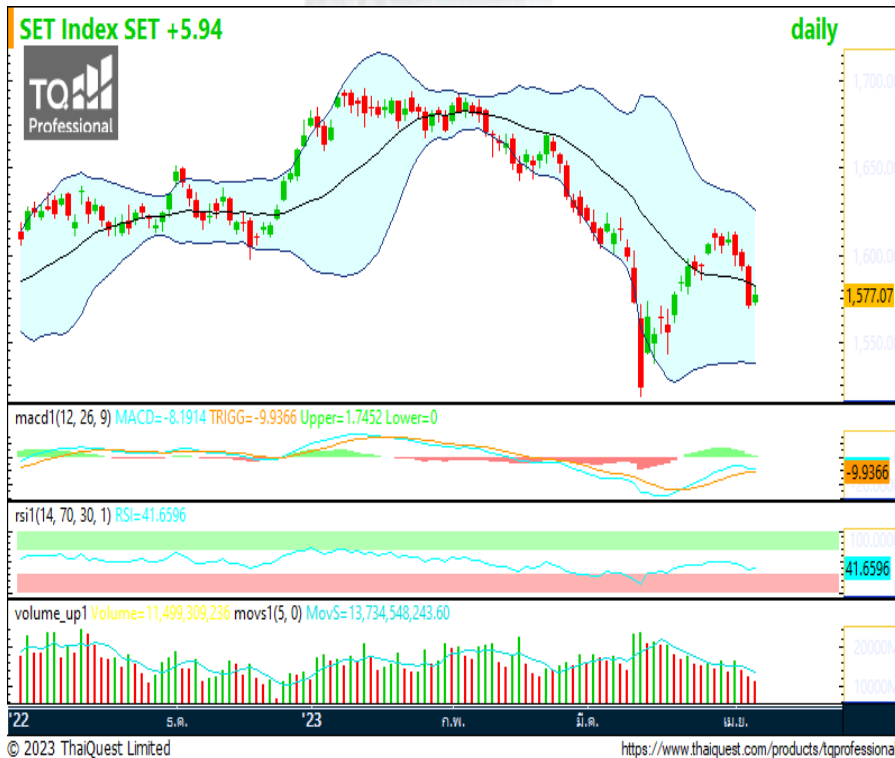 SET Index SET +5.94 daily
TQ
Professional
1,700.00
1,650.00
1,600.00
1,577.07
1,550.00
macd1(12, 26, 9) MACD=-8.1914 TRIGG=-9.9366 Upper=1.7452 Lower=0
-9.9366
rsi1(14, 70, 30, 1) RSI=41.6596
100.0000
41.6596
volume_up1 Volume=11,499,309,236 movs1(5, 0) MovS=13,734,548,243.60
20000M
10000M
'22 ธ.ค. '23 ก.พ. มี.ค. เม.ย.
© 2023 ThaiQuest Limited https://www.thaiquest.com/products/tqprofessiona